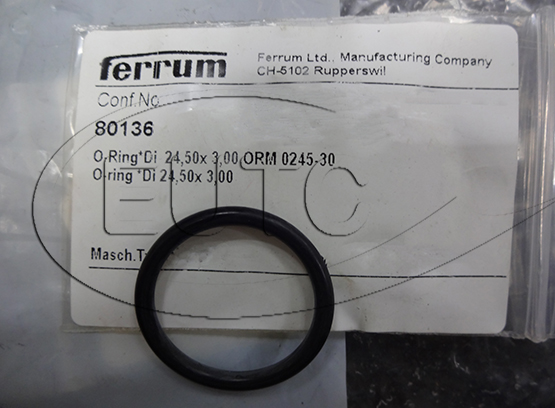 ferrum
Ferrum Ltd., Manufacturing Company
CH-5102 Rupperswil
Conf.No
80136
O-Ring*Di 24,50x 3,00 ORM 0245-30
O-ring *Di 24,50x 3,00
EUTC
Masch.T